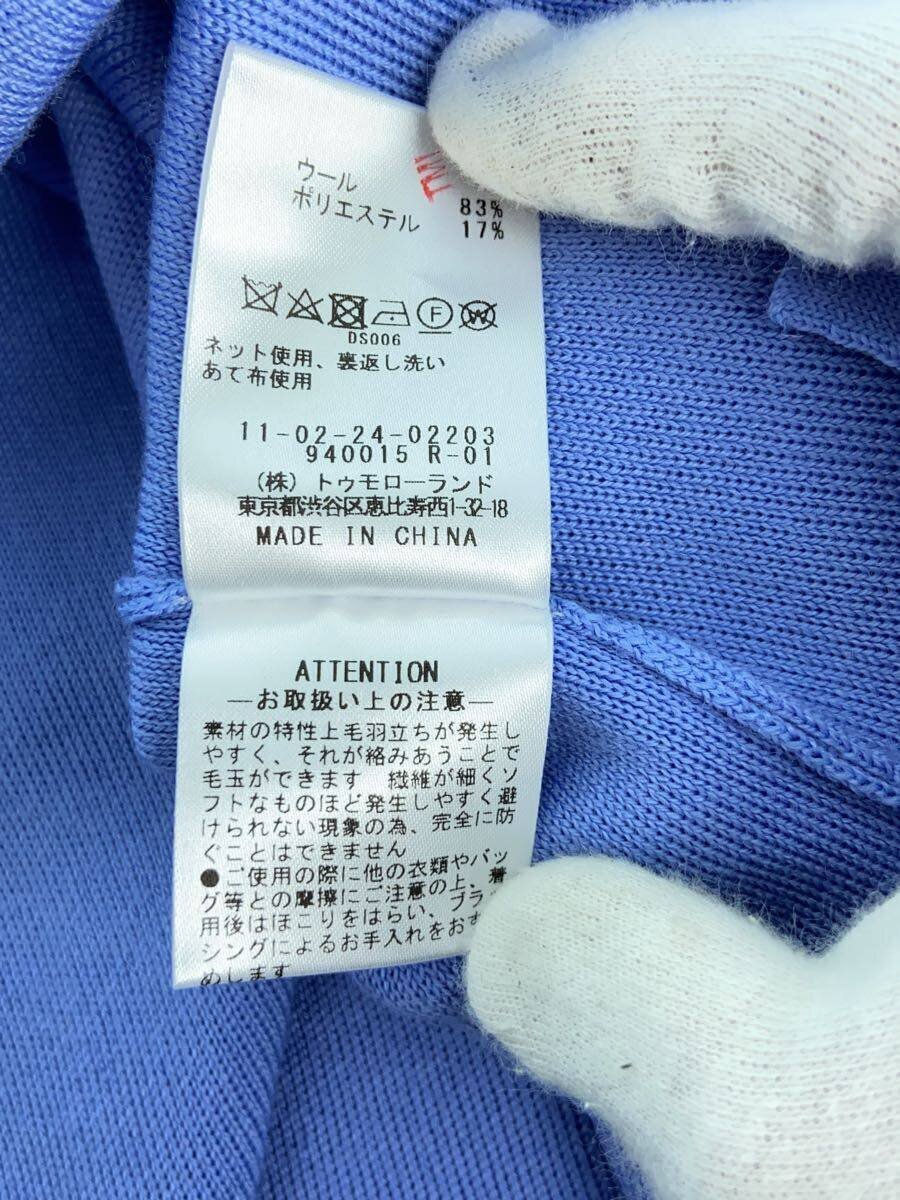 ウール 83%
ポリエステル 17%
F W
DS006
ネット使用、裏返し洗い
あて布使用
11-02-24-02203
940015 R-01
(株) トゥモローランド
東京都渋谷区恵比寿西1-32-18
MADE IN CHINA
ATTENTION
―お取扱い上の注意―
素材の特性上毛羽立ちが発生し
やすく、それが絡みあうことで
毛玉ができます 繊維が細くソ
フトなものほど発生しやすく避
けられない現象の為、完全に防
ぐことはできません
●ご使用の際に他の衣類やバッ
グ等との摩擦にご注意の上、着
用後はほこりをはらい、ブラッ
シングによるお手入れをおす
めします